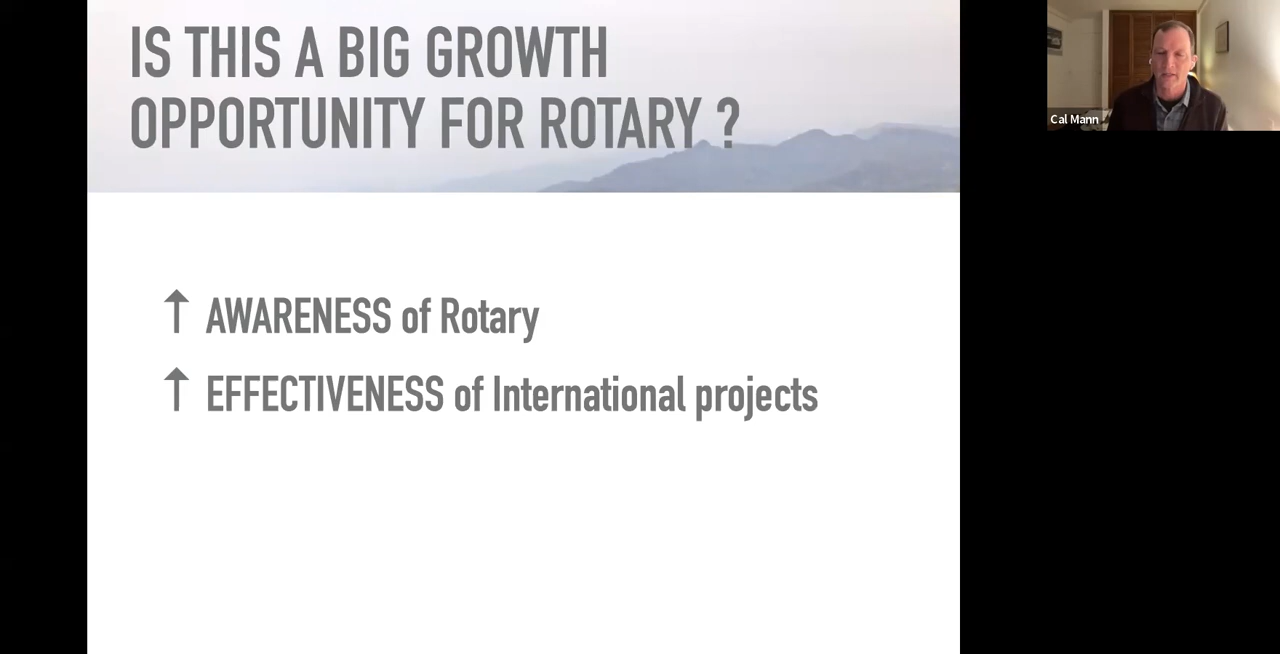 IS THIS A BIG GROWTH
OPPORTUNITY FOR ROTARY ?
↑ AWARENESS of Rotary
↑ EFFECTIVENESS of International projects
Cal Mann